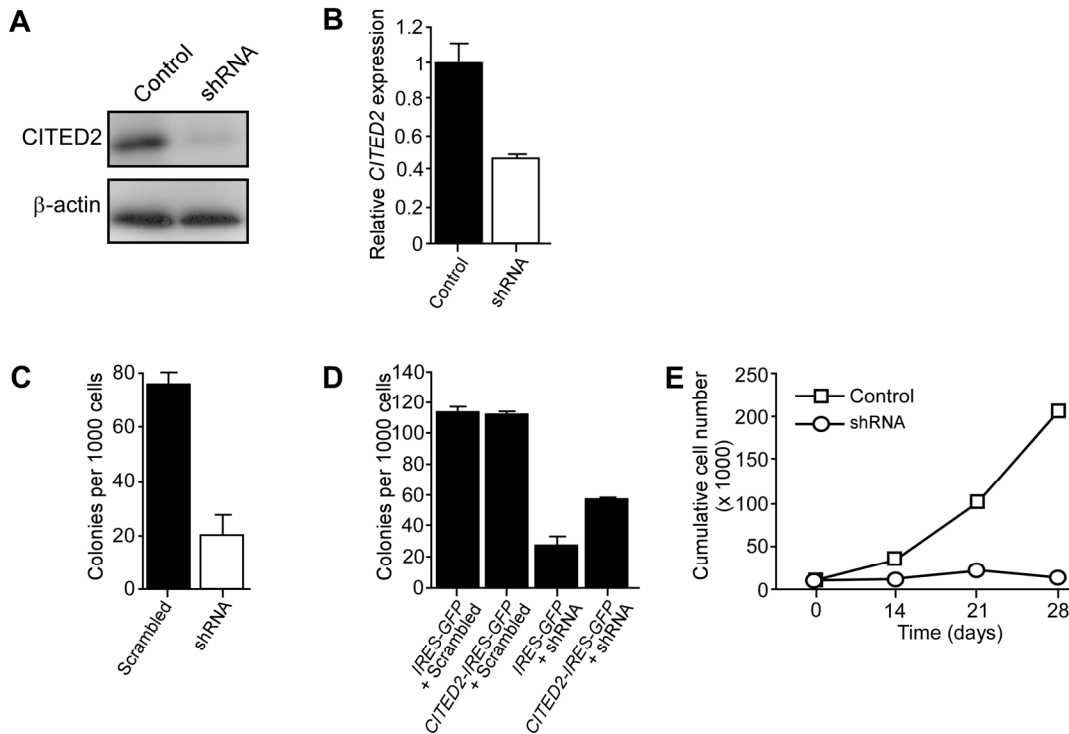 A
Control
shRNA
CITED2
β-actin
B
Relative CITED2 expression
1.2
1
0.8
0.6
0.4
0.2
0
Control
shRNA
C
Colonies per 1000 cells
80
60
40
20
0
Scrambled
shRNA
D
Colonies per 1000 cells
140
120
100
80
60
40
20
0
IRES-GFP
+ Scrambled
CITED2-IRES-GFP
+ Scrambled
IRES-GFP
+ shRNA
CITED2-IRES-GFP
+ shRNA
E
Cumulative cell number
(x 1000)
250
200
150
100
50
0
Control
shRNA
0
14
21
28
Time (days)